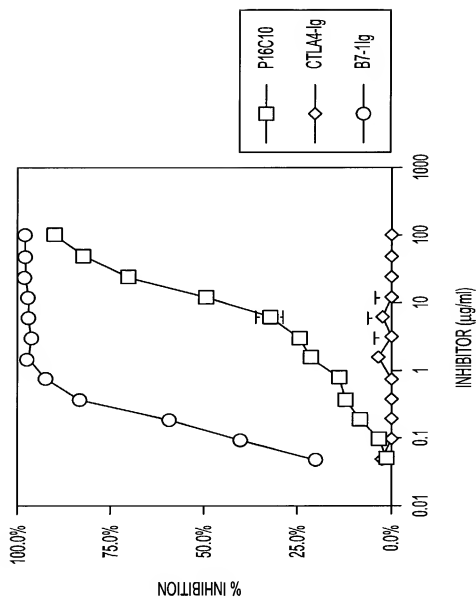 P16C10
CTLA4-Ig
B7-1Ig
100.0%
75.0%
50.0%
25.0%
0.0%
% INHIBITION
0.01
0.1
1
10
100
1000
INHIBITOR (µg/ml)